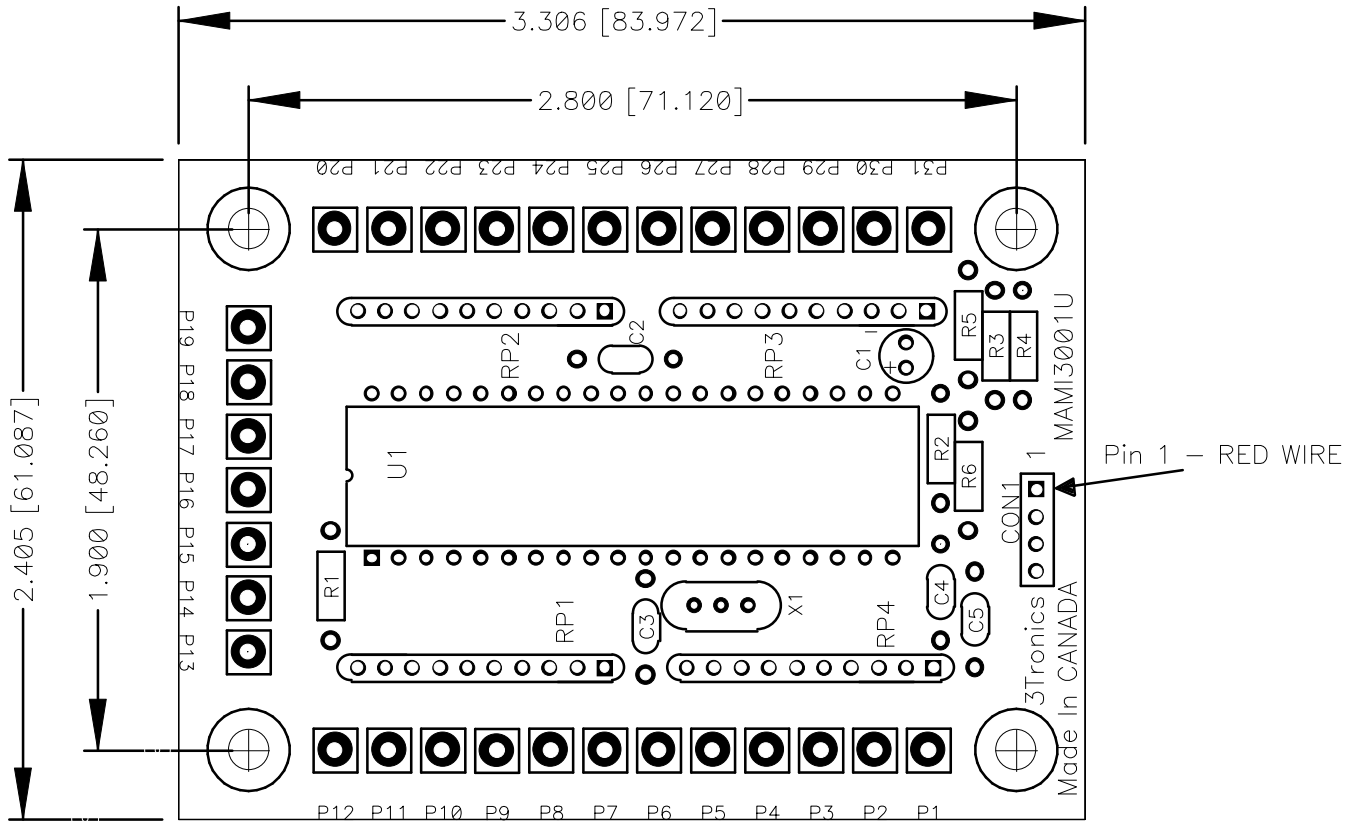 3.306 [83.972]
2.800 [71.120]
2.405 [61.087]
1.900 [48.260]
P20 P21 P22 P23 P24 P25 P26 P27 P28 P29 P30 P31
P19
P18
P17
P16
P15
P14
P13
RP2
C2
RP3
C1
-
+
R5
R3
R4
MAMI3001U
U1
R2
R6
1
CON1
Pin 1 – RED WIRE
R1
RP1
C3
X1
RP4
C4
C5
3Tronics
Made In CANADA
P12 P11 P10 P9 P8 P7 P6 P5 P4 P3 P2 P1